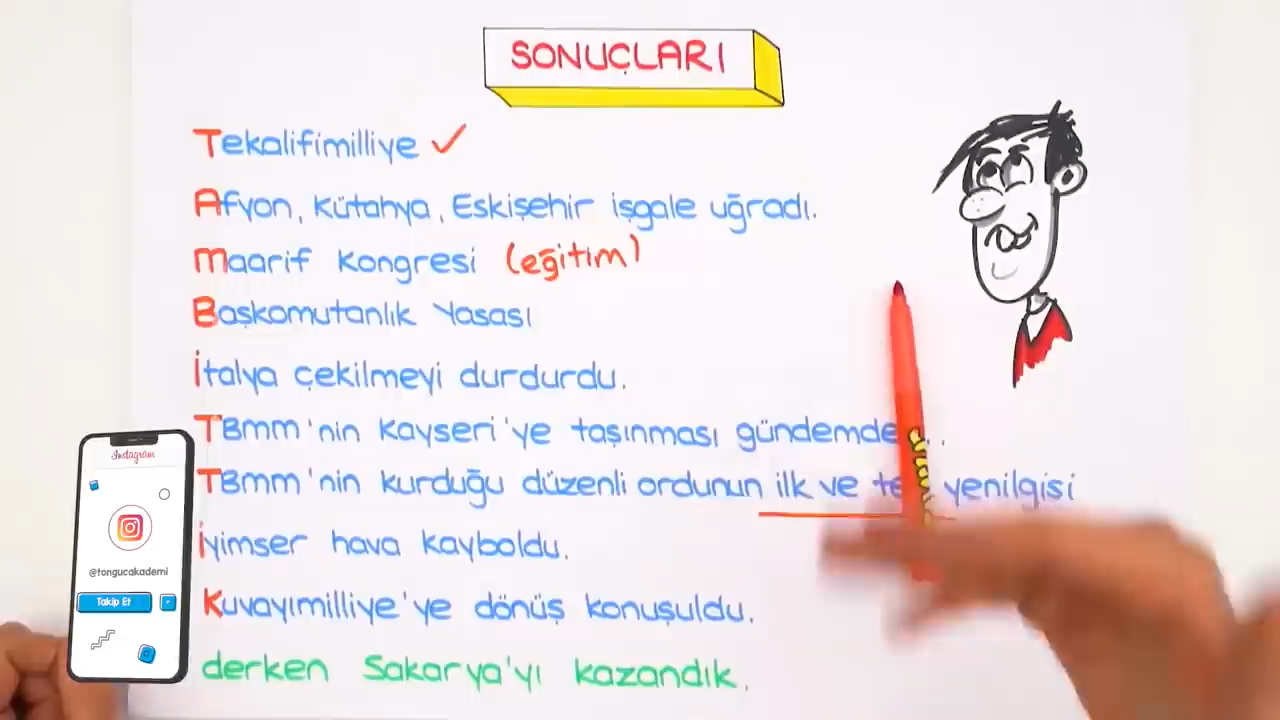 SONUÇLARI
Tekalifimilliye ✓
Afyon, Kütahya, Eskişehir işgale uğradı.
Maarif Kongresi (eğitim)
Başkomutanlık Yasası
İtalya çekilmeyi durdurdu.
TBMM'nin Kayseri'ye taşınması gündemde
TBMM'nin kurduğu düzenli ordunun ilk ve yenilgisi
İyimser hava kayboldu.
Kuvayımilliye'ye dönüş konuşuldu.
derken Sakarya'yı kazandık.
Instagram
@tongucakademi
Takip Et